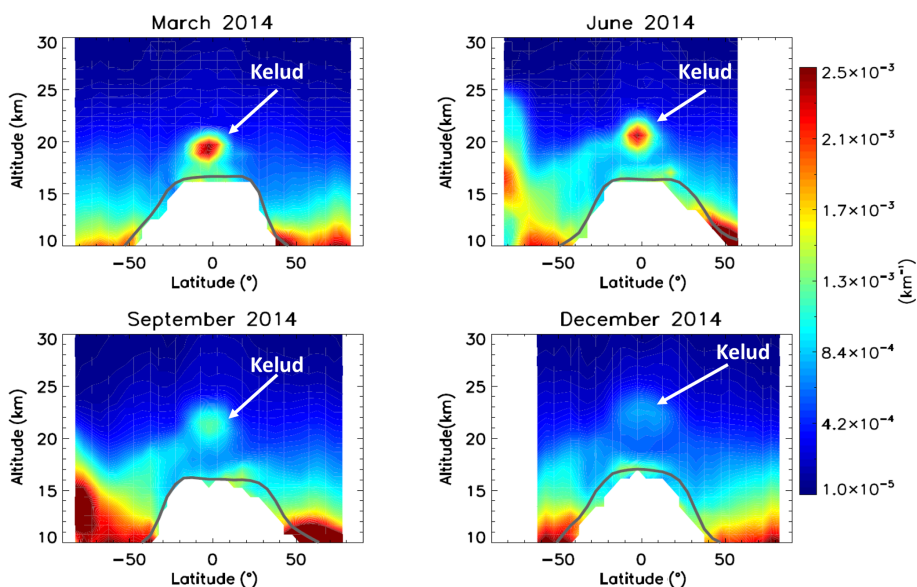 March 2014
June 2014
30
25
20
15
10
Altitude (km)
Kelud
−50
0
50
Latitude (°)
30
25
20
15
10
Altitude(km)
Kelud
−50
0
50
Latitude (°)
September 2014
December 2014
30
25
20
15
10
Altitude(km)
Kelud
−50
0
50
Latitude (°)
30
25
20
15
10
Altitude(km)
Kelud
−50
0
50
Latitude (°)
2.5×10⁻³
2.1×10⁻³
1.7×10⁻³
1.3×10⁻³
8.4×10⁻⁴
4.2×10⁻⁴
1.0×10⁻⁵
(km⁻¹)